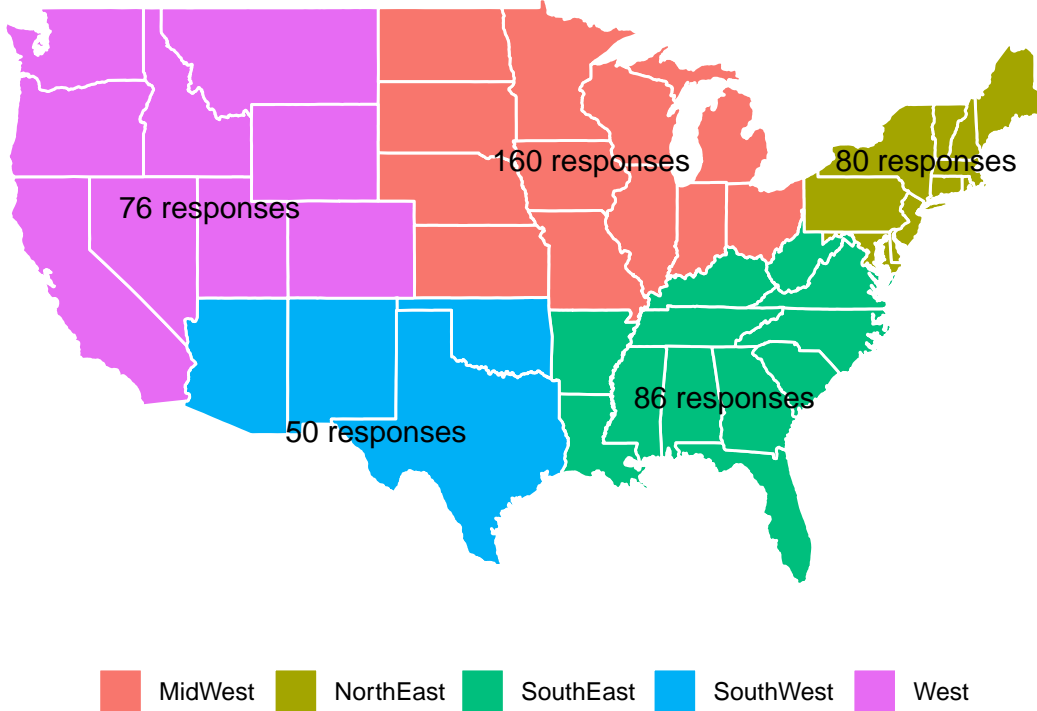 160 responses
80 responses
76 responses
86 responses
50 responses
MidWest
NorthEast
SouthEast
SouthWest
West